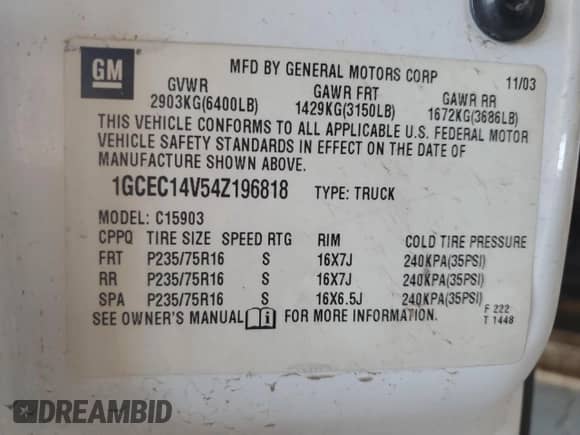 GM
MFD BY GENERAL MOTORS CORP 11/03
GVWR GAWR FRT GAWR RR
2903KG(6400LB) 1429KG(3150LB) 1672KG(3686LB)
THIS VEHICLE CONFORMS TO ALL APPLICABLE U.S. FEDERAL MOTOR
VEHICLE SAFETY STANDARDS IN EFFECT ON THE DATE OF
MANUFACTURE SHOWN ABOVE.
1GCEC14V54Z196818 TYPE: TRUCK
MODEL: C15903
CPPQ TIRE SIZE SPEED RTG RIM COLD TIRE PRESSURE
FRT P235/75R16 S 16X7J 240KPA(35PSI)
RR P235/75R16 S 16X7J 240KPA(35PSI)
SPA P235/75R16 S 16X6.5J 240KPA(35PSI)
SEE OWNER'S MANUAL FOR MORE INFORMATION.
F 222
T 1448
DREAMBID